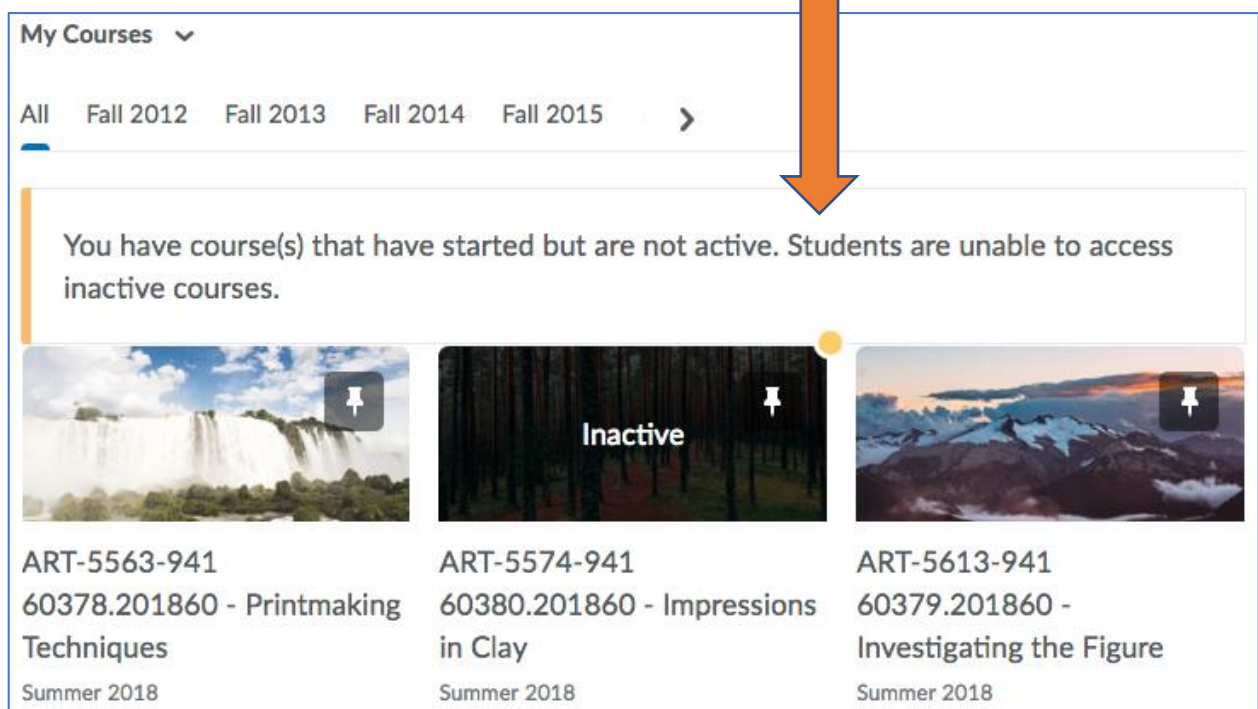 My Courses
All Fall 2012 Fall 2013 Fall 2014 Fall 2015
You have course(s) that have started but are not active. Students are unable to access
inactive courses.
Inactive
ART-5563-941
60378.201860 - Printmaking
Techniques
Summer 2018
ART-5574-941
60380.201860 - Impressions
in Clay
Summer 2018
ART-5613-941
60379.201860 -
Investigating the Figure
Summer 2018